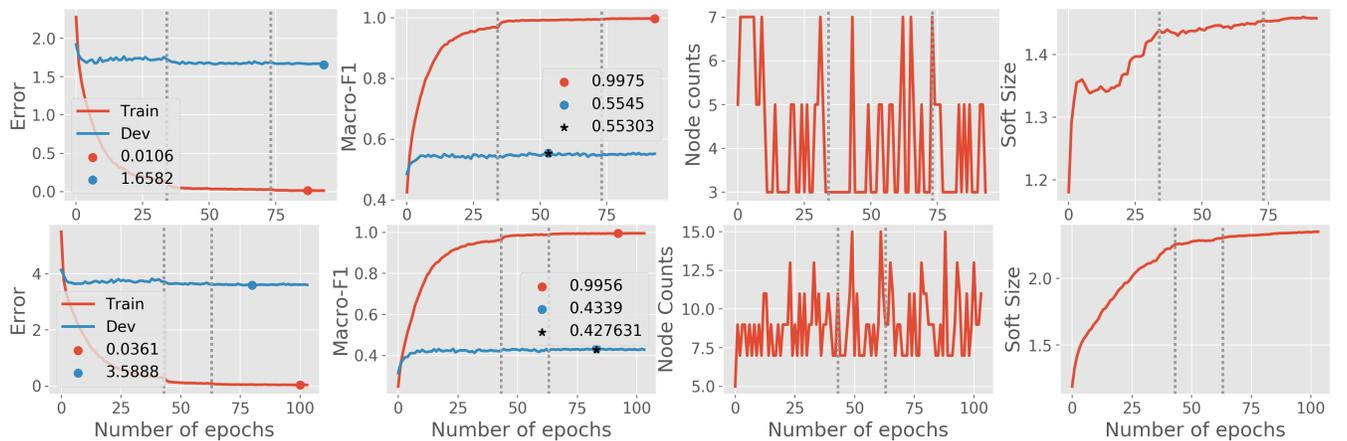 Error
2.0
1.5
1.0
0.5
0.0
Train
Dev
0.0106
1.6582
0 25 50 75
Macro-F1
1.0
0.8
0.6
0.4
0.9975
0.5545
0.55303
0 25 50 75
Node counts
7
6
5
4
3
0 25 50 75
Soft Size
1.4
1.3
1.2
0 25 50 75
Error
4
2
0
Train
Dev
0.0361
3.5888
0 25 50 75 100
Number of epochs
Macro-F1
1.0
0.8
0.6
0.4
0.9956
0.4339
0.427631
0 25 50 75 100
Number of epochs
Node Counts
15.0
12.5
10.0
7.5
5.0
0 25 50 75 100
Number of epochs
Soft Size
2.0
1.5
0 25 50 75 100
Number of epochs